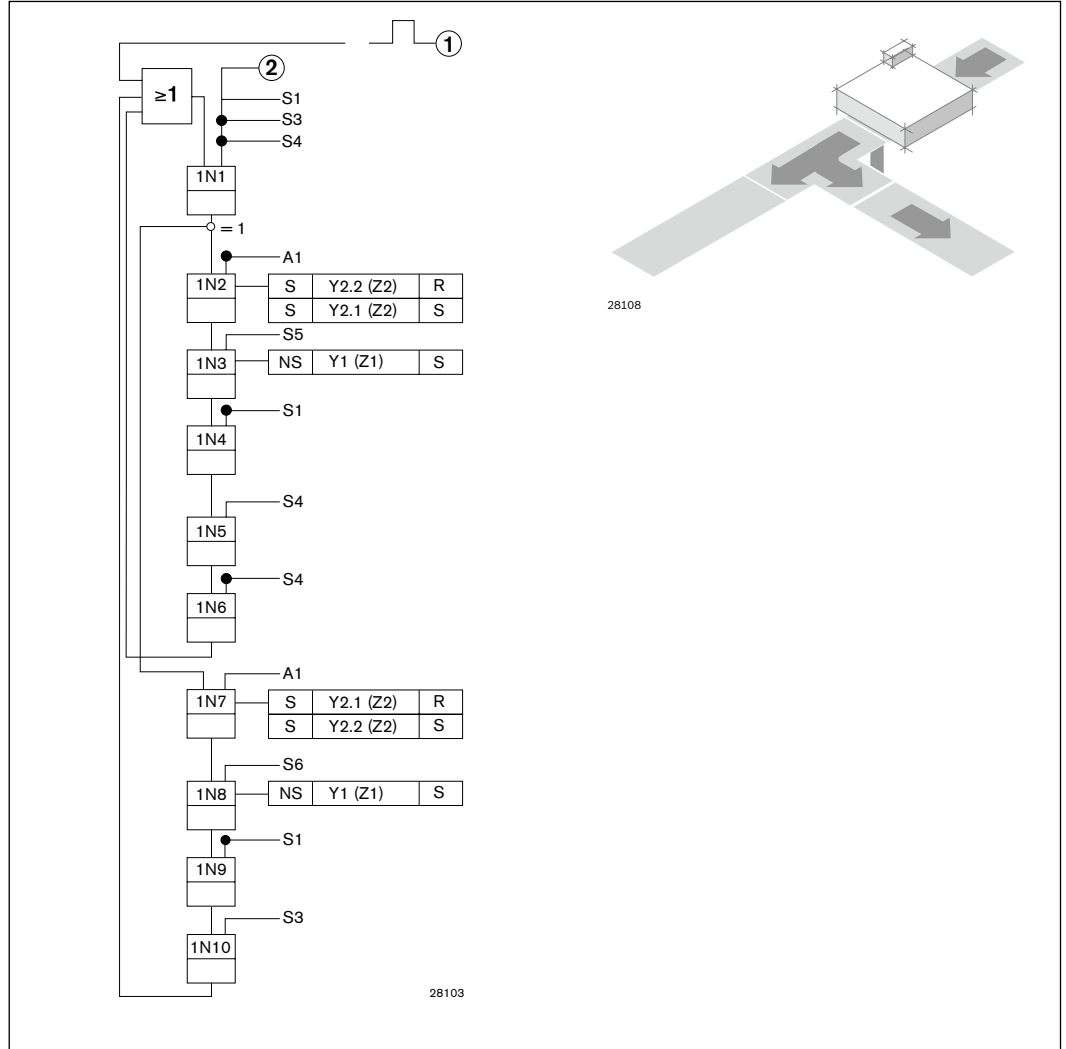 1
2
≥1
S1
S3
S4
1N1
= 1
A1
1N2 S Y2.2 (Z2) R
S Y2.1 (Z2) S
S5
1N3 NS Y1 (Z1) S
S1
1N4
S4
1N5
S4
1N6
A1
1N7 S Y2.1 (Z2) R
S Y2.2 (Z2) S
S6
1N8 NS Y1 (Z1) S
S1
1N9
S3
1N10
28103
28108